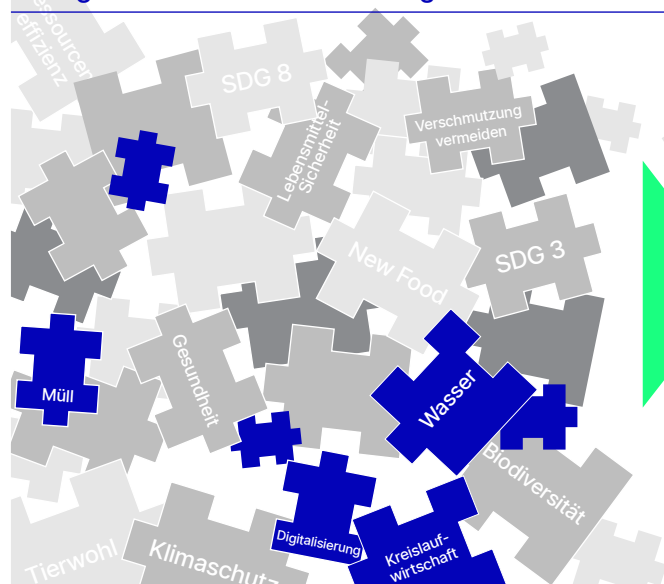 Ressourcen
effizienz
SDG 8
Lebensmittel-
Sicherheit
Verschmutzung
vermeiden
New Food
SDG 3
Gesundheit
Müll
Wasser
Biodiversität
Digitalisierung
Kreislauf-
wirtschaft
Klimaschutz
Tierwohl